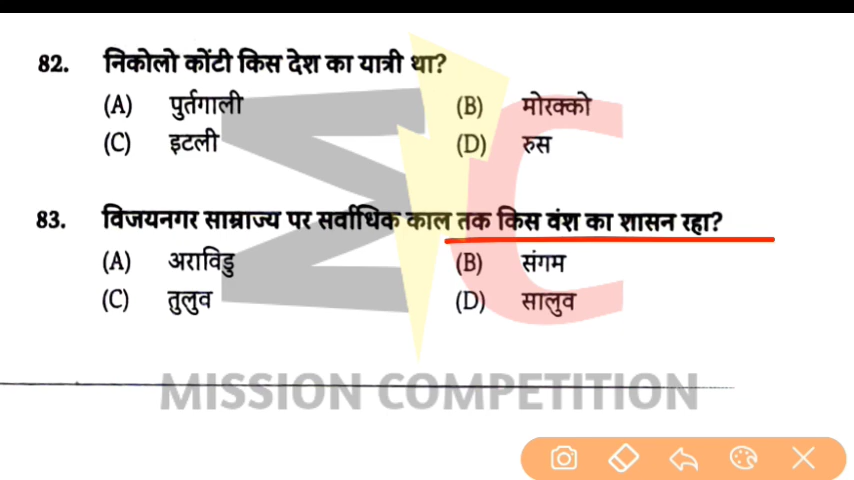 82. निकोलो कोंटी किस देश का यात्री था?
(A) पुर्तगाली (B) मोरक्को
(C) इटली (D) रुस
83. विजयनगर साम्राज्य पर सर्वाधिक काल तक किस वंश का शासन रहा?
(A) अराविडु (B) संगम
(C) तुलुव (D) सालुव
MISSION COMPETITION